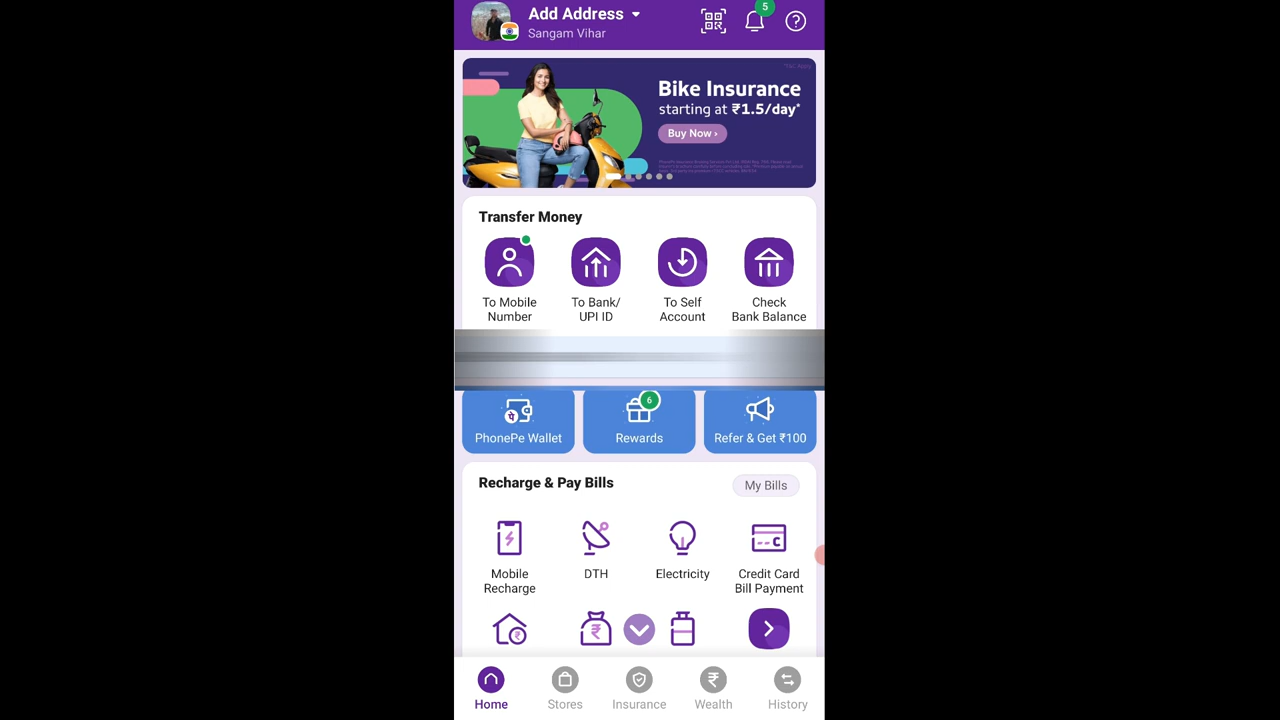 Add Address
5
Sangam Vihar
Bike Insurance
starting at ₹1.5/day*
Buy Now ›
Transfer Money
To Mobile
Number
To Bank/
UPI ID
To Self
Account
Check
Bank Balance
पे
PhonePe Wallet
6
Rewards
Refer & Get ₹100
Recharge & Pay Bills
My Bills
Mobile
Recharge
DTH
Electricity
C
Credit Card
Bill Payment
₹
₹
Home
Stores
Insurance
₹
Wealth
History